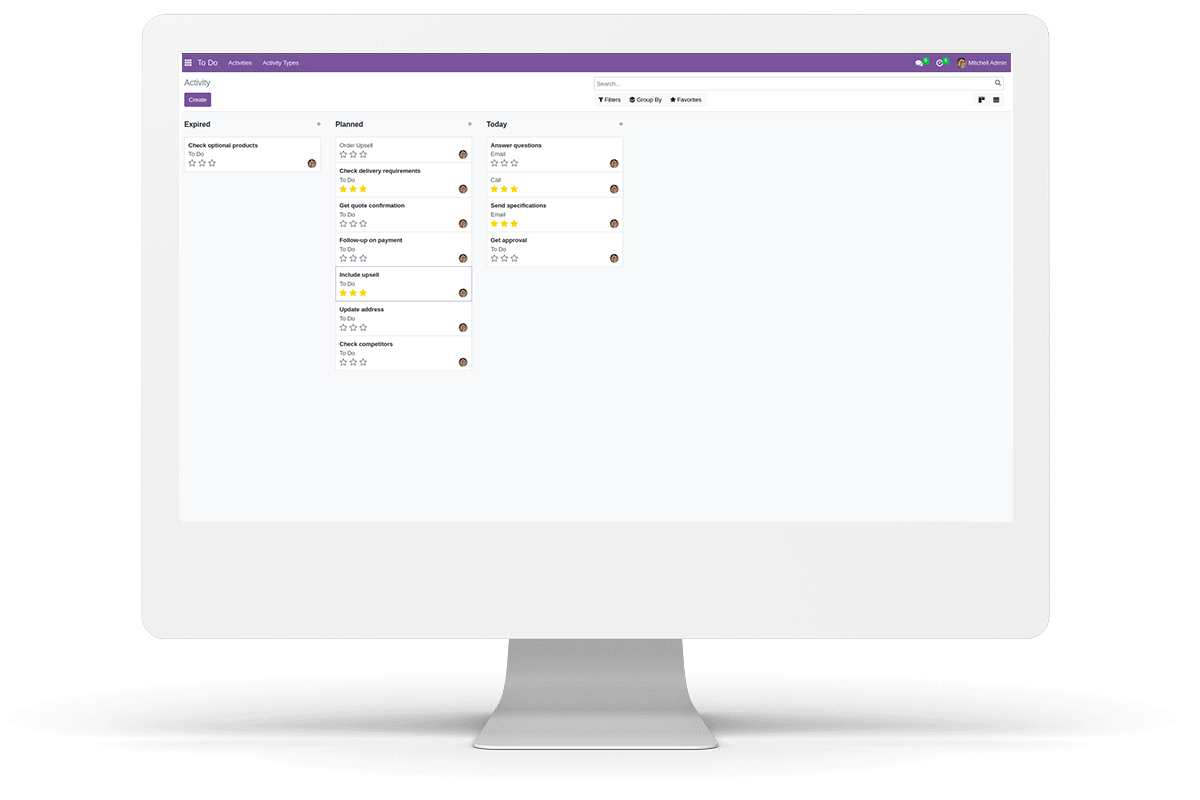 To Do Activities Activity Types 5 5 Mitchell Admin
Activity Search...
Create Filters Group By Favorites
Expired + Planned + Today +
Check optional products
To Do
Order Upsell
Check delivery requirements
To Do
Get quote confirmation
To Do
Follow-up on payment
To Do
Include upsell
To Do
Update address
To Do
Check competitors
To Do
Answer questions
Email
Call
Send specifications
Email
Get approval
To Do